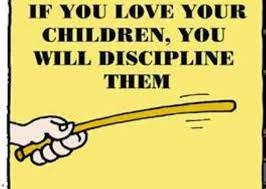 IF YOU LOVE YOUR
CHILDREN, YOU
WILL DISCIPLINE
THEM